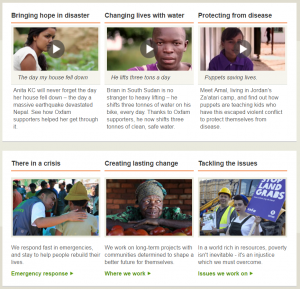 Bringing hope in disaster
Changing lives with water
Protecting from disease
The day my house fell down
He lifts three tons a day
Puppets saving lives.
Anita KC will never forget the day
her house fell down – the day a
massive earthquake devastated
Nepal. See how Oxfam
supporters helped her get through
it.
Brian in South Sudan is no
stranger to heavy lifting – he
shifts three tonnes of water on his
bike, every day. Thanks to Oxfam
supporters, he now shifts three
tonnes of clean, safe water.
Meet Amal, living in Jordan's
Za'atari camp, and find out how
puppets are teaching kids who
have this escaped violent conflict
to protect themselves from
disease.
There in a crisis
Creating lasting change
Tackling the issues
STOP
LAND
GRABS
We respond fast in emergencies,
and stay to help people rebuild their
lives.
Emergency response
We work on long-term projects with
communities determined to shape a
better future for themselves.
Where we work
In a world rich in resources, poverty
isn't inevitable - it's an injustice
which we must overcome.
Issues we work on